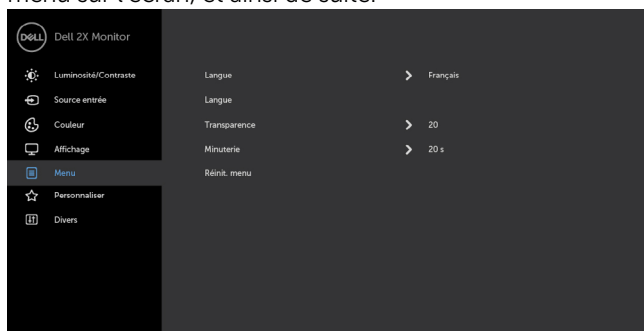 menu sur l'écran, et ainsi de suite.
DELL Dell 2X Monitor
Luminosité/Contraste Langue Français
Source entrée Langue
Couleur Transparence 20
Affichage Minuterie 20 s
Menu Réinit. menu
Personnaliser
Divers